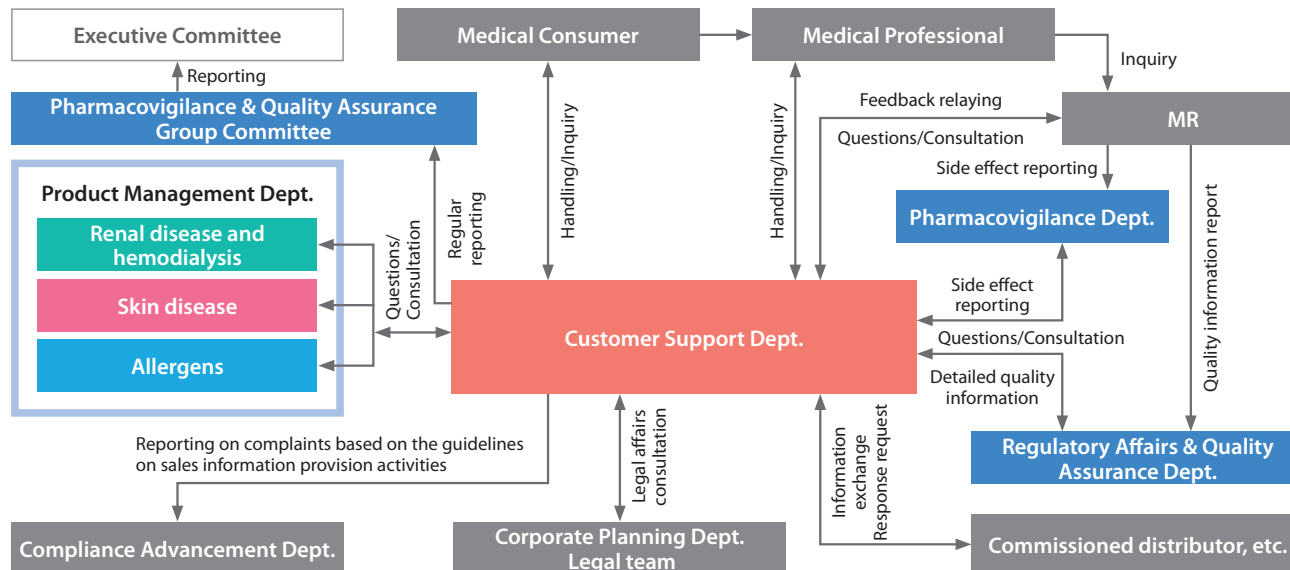 Executive Committee
Medical Consumer
Medical Professional
Reporting
Inquiry
Pharmacovigilance & Quality Assurance
Group Committee
Feedback relaying
MR
Questions/Consultation
Handling/Inquiry
Handling/Inquiry
Side effect reporting
Product Management Dept.
Renal disease and
hemodialysis
Skin disease
Allergens
Questions/
Consultation
Regular
reporting
Pharmacovigilance Dept.
Quality information report
Side effect
reporting
Customer Support Dept.
Questions/Consultation
Detailed quality
information
Reporting on complaints based on the guidelines
on sales information provision activities
Legal affairs
consultation
Information
exchange
Response request
Regulatory Affairs & Quality
Assurance Dept.
Compliance Advancement Dept.
Corporate Planning Dept.
Legal team
Commissioned distributor, etc.